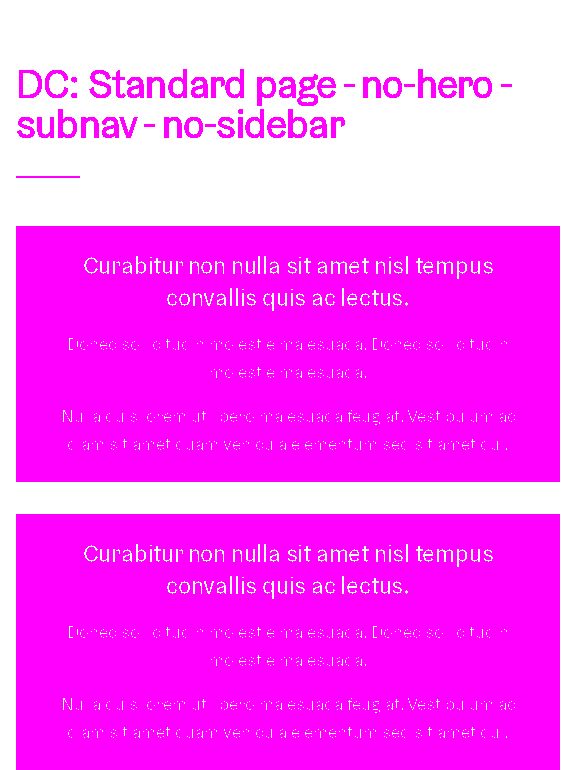 DC: Standard page - no-hero -
subnav - no-sidebar
Curabitur non nulla sit amet nisl tempus
convallis quis ac lectus.
Donec sollicitudin molestie malesuada. Donec sollicitudin
molestie malesuada.
Nulla quis lorem ut libero malesuada feugiat. Vestibulum ac
diam sit amet quam vehicula elementum sed sit amet dui.
Curabitur non nulla sit amet nisl tempus
convallis quis ac lectus.
Donec sollicitudin molestie malesuada. Donec sollicitudin
molestie malesuada.
Nulla quis lorem ut libero malesuada feugiat. Vestibulum ac
diam sit amet quam vehicula elementum sed sit amet dui.